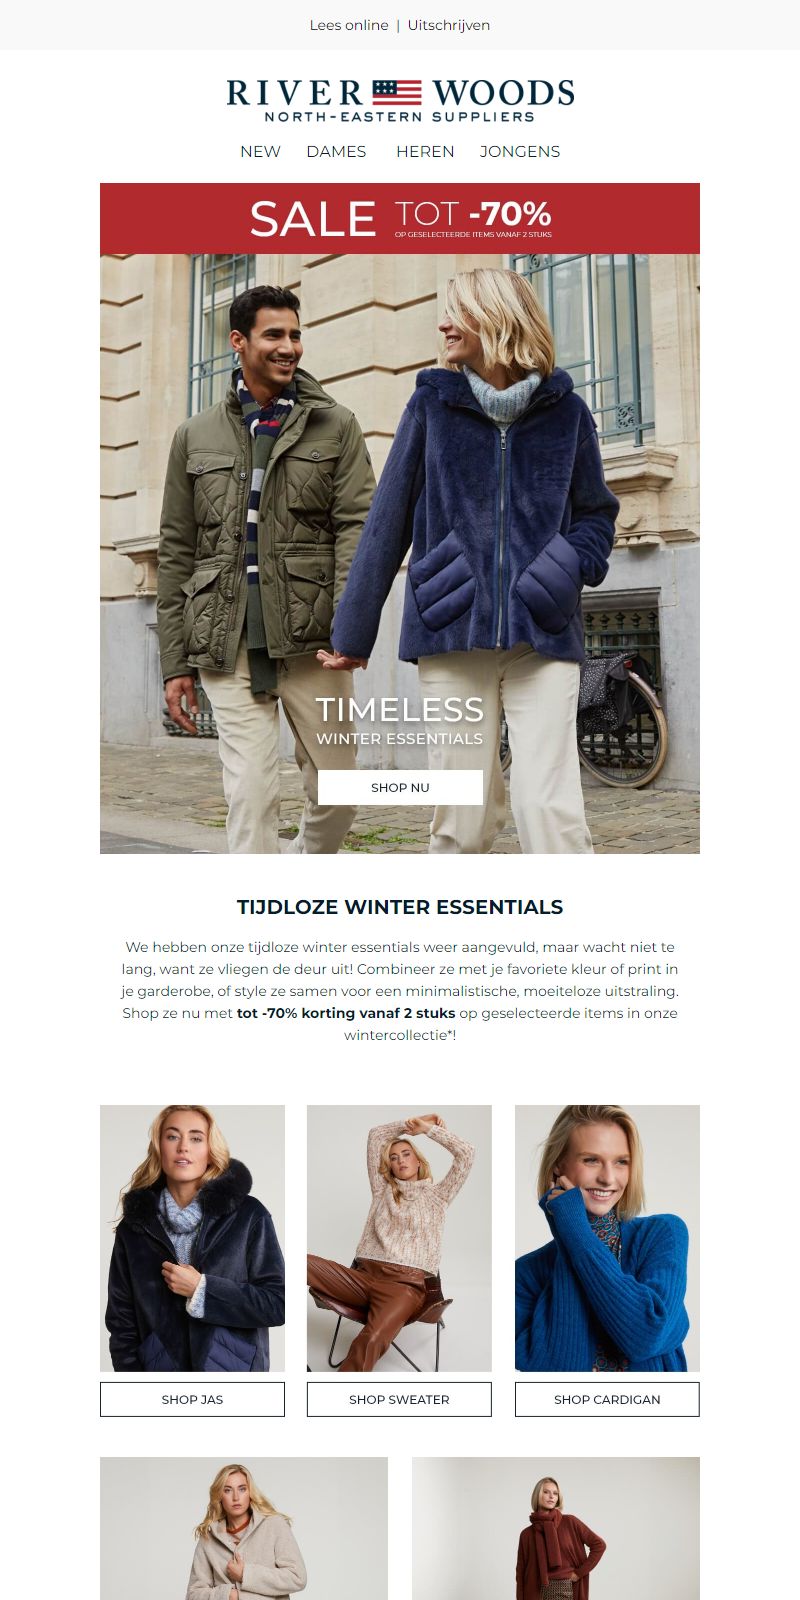 Lees online | Uitschrijven
RIVER WOODS
NORTH-EASTERN SUPPLIERS
NEW DAMES HEREN JONGENS
SALE TOT -70%
OP GESELECTEERDE ITEMS VANAF 2 STUKS
TIMELESS
WINTER ESSENTIALS
SHOP NU
TIJDLOZE WINTER ESSENTIALS
We hebben onze tijdloze winter essentials weer aangevuld, maar wacht niet te
lang, want ze vliegen de deur uit! Combineer ze met je favoriete kleur of print in
je garderobe, of style ze samen voor een minimalistische, moeiteloze uitstraling.
Shop ze nu met tot -70% korting vanaf 2 stuks op geselecteerde items in onze
wintercollectie*!
SHOP JAS SHOP SWEATER SHOP CARDIGAN